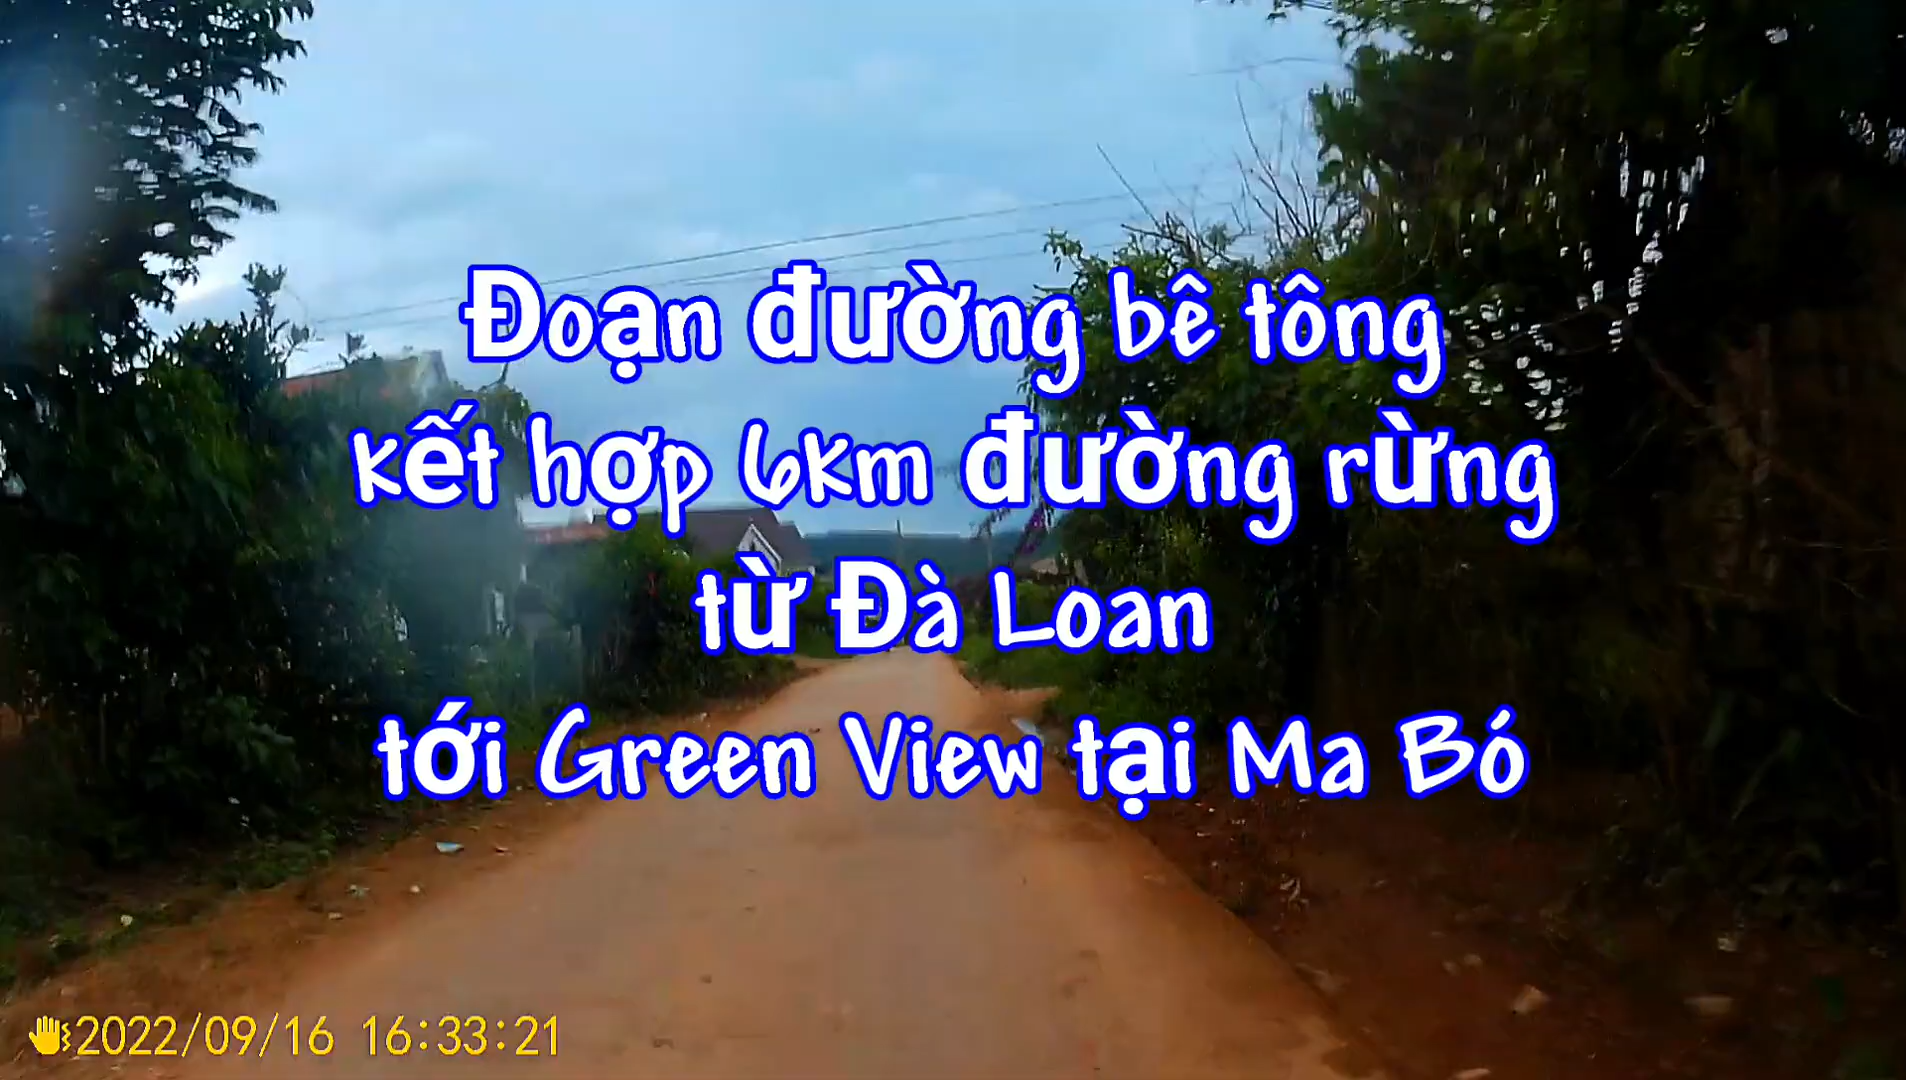 Đoạn đường bê tông
kết hợp 6km đường rừng
từ Đà Loan
tới Green View tại Ma Bó
2022/09/16 16:33:21